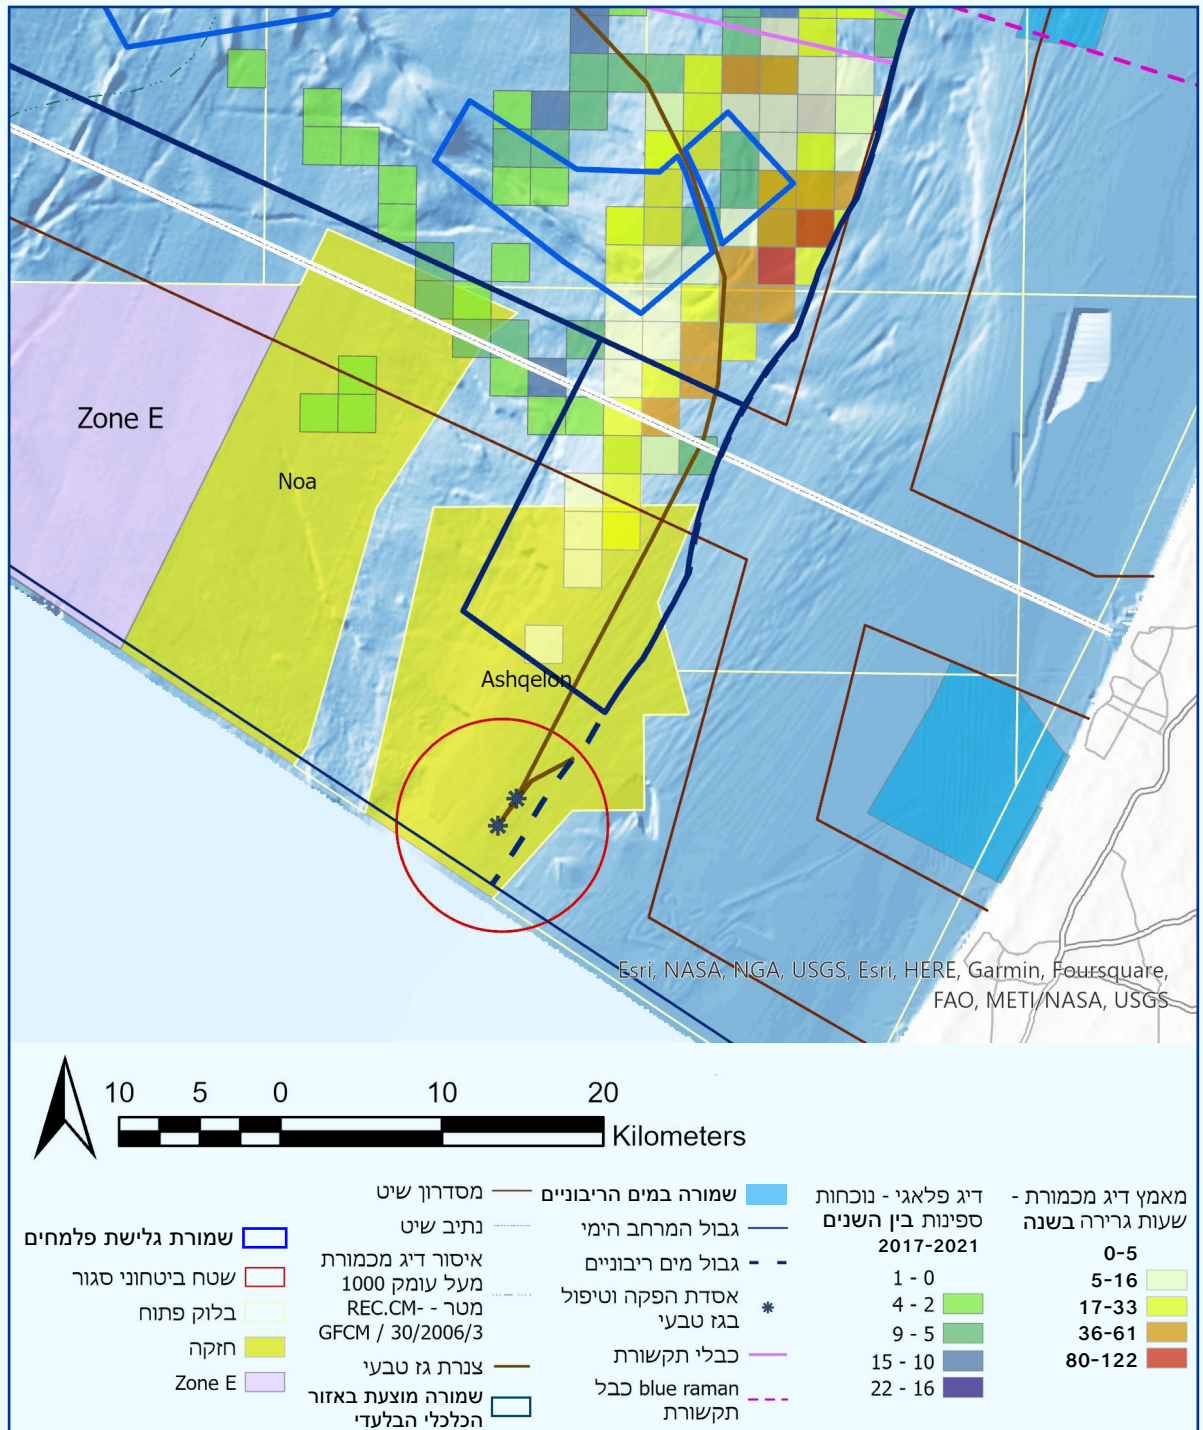 Zone E
Noa
Ashqelon
Esri, NASA, NGA, USGS, Esri, HERE, Garmin, Foursquare,
FAO, METI/NASA, USGS
10 5 0 10 20
Kilometers
מאמץ דיג מכמורת -
שעות גרירה בשנה
0-5
5-16
17-33
36-61
80-122
דיג פלאגי - נוכחות
ספינות בין השנים
2017-2021
1 - 0
4 - 2
9 - 5
15 - 10
22 - 16
שמורה במים הריבוניים
גבול המרחב הימי
גבול מים ריבוניים
אסדת הפקה וטיפול
בגז טבעי
כבלי תקשורת
כבל blue raman
תקשורת
מסדרון שיט
נתיב שיט
איסור דיג מכמורת
מעל עומק 1000
מטר - REC.CM-
GFCM / 30/2006/3
צנרת גז טבעי
שמורה מוצעת באזור
הכלכלי הבלעדי
שמורת גלישת פלמחים
שטח ביטחוני סגור
בלוק פתוח
חזקה
Zone E